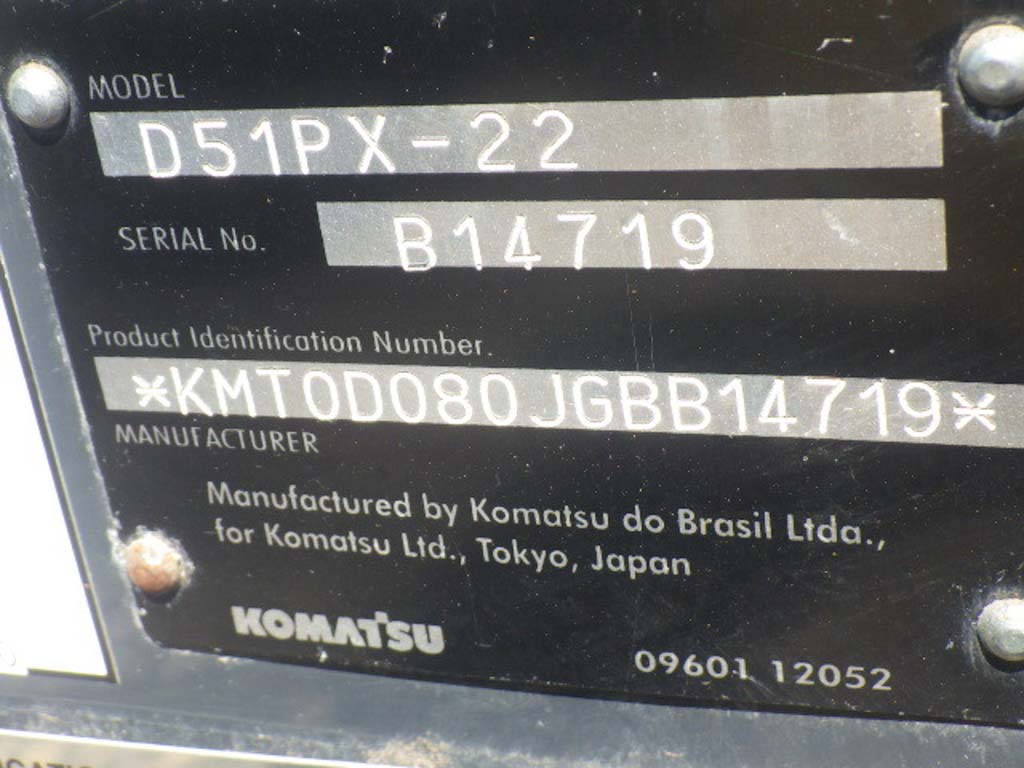 MODEL
D51PX-22
SERIAL No. B14719
Product Identification Number.
*KMT0D080JGBB14719*
MANUFACTURER
Manufactured by Komatsu do Brasil Ltda.,
for Komatsu Ltd., Tokyo, Japan
KOMATSU
09601 12052